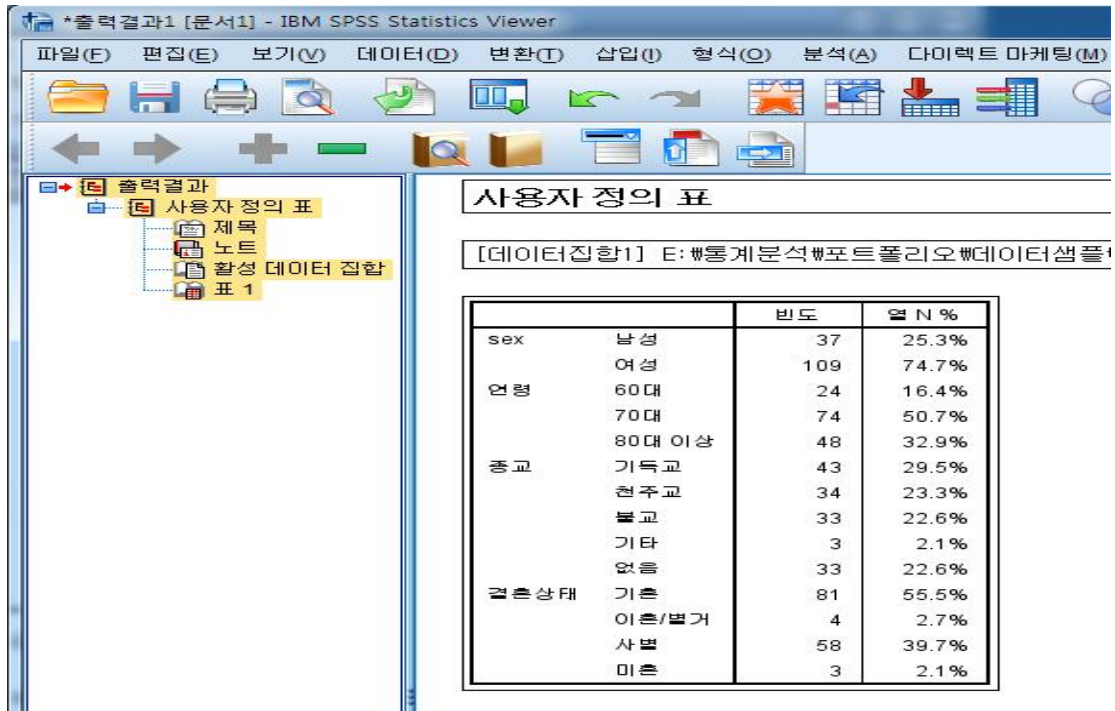 *출력결과1 [문서1] - IBM SPSS Statistics Viewer
파일(F) 편집(E) 보기(V) 데이터(D) 변환(T) 삽입(I) 형식(O) 분석(A) 다이렉트 마케팅(M)
출력결과
사용자 정의 표
제목
노트
활성 데이터 집합
표 1
사용자 정의 표
[데이터집합1] E:₩통계분석₩포트폴리오₩데이터샘플₩
빈도 열 N %
sex 남성 37 25.3%
여성 109 74.7%
연령 60대 24 16.4%
70대 74 50.7%
80대 이상 48 32.9%
종교 기독교 43 29.5%
천주교 34 23.3%
불교 33 22.6%
기타 3 2.1%
없음 33 22.6%
결혼상태 기혼 81 55.5%
이혼/별거 4 2.7%
사별 58 39.7%
미혼 3 2.1%